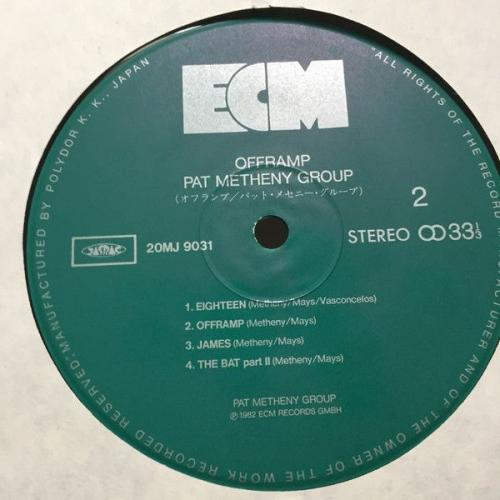 ECM
OFFRAMP
PAT METHENY GROUP
(オフランプ/パット・メセニー・グループ)
2
JASRAC
20MJ 9031
STEREO 33 1/3
1. EIGHTEEN (Metheny/Mays/Vasconcelos)
2. OFFRAMP (Metheny/Mays)
3. JAMES (Metheny/Mays)
4. THE BAT part II (Metheny/Mays)
PAT METHENY GROUP
℗1982 ECM RECORDS GMBH
"ALL RIGHTS OF THE RECORD MANUFACTURER AND OF THE OWNER OF THE WORK RECORDED RESERVED."MANUFACTURED BY POLYDOR K. K., JAPAN